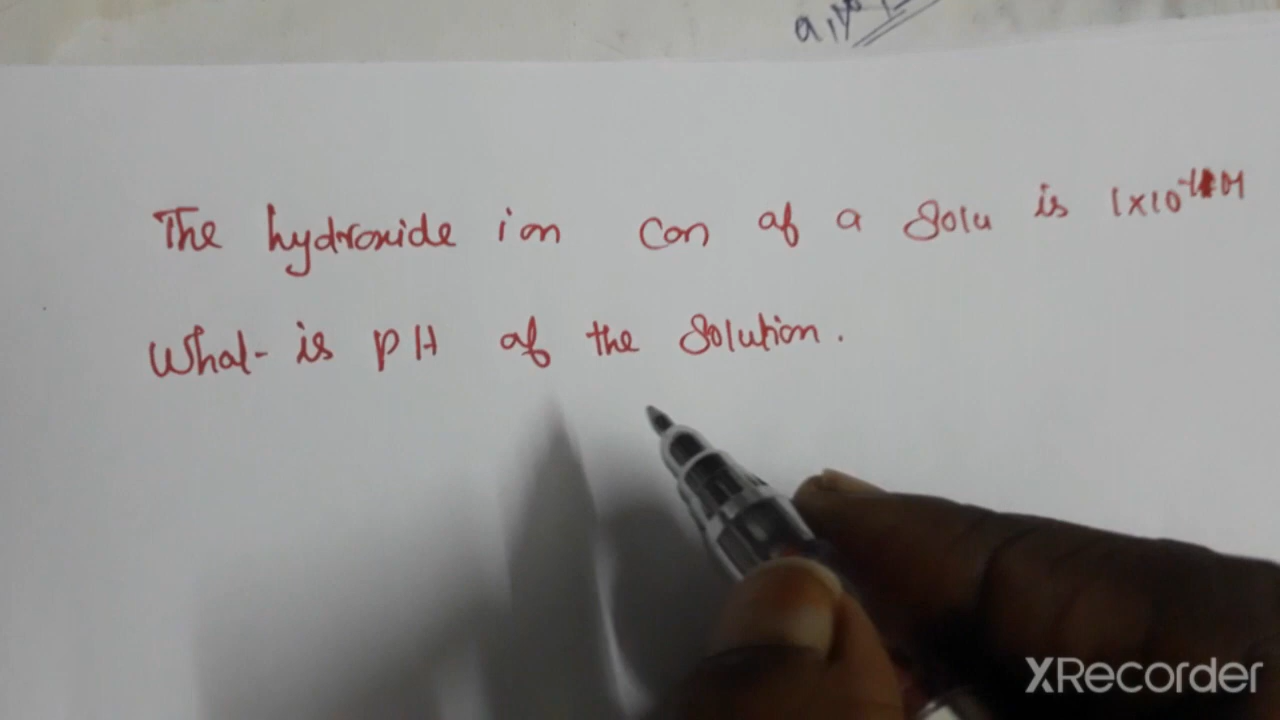 The hydroxide ion Con of a Solu is 1x10
What is pH of the Solution.
XRecorder